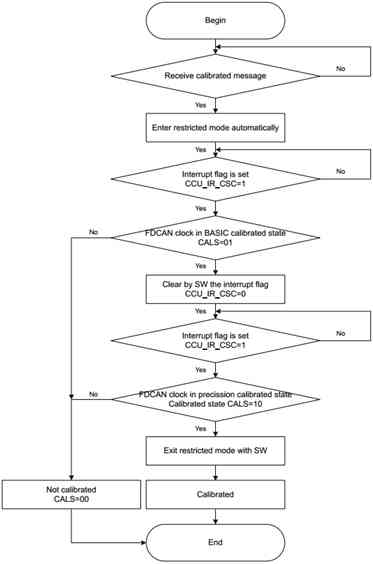 Begin
Receive calibrated message
No
Yes
Enter restricted mode automatically
Yes
Interrupt flag is set
CCU_IR_CSC=1
No
Yes
No
FDCAN clock in BASIC calibrated state
CALS=01
Yes
Clear by SW the interrupt flag
CCU_IR_CSC=0
Yes
Interrupt flag is set
CCU_IR_CSC=1
No
Yes
No
FDCAN clock in precission calibrated state
Calibrated state CALS=10
Yes
Exit restricted mode with SW
Not calibrated
CALS=00
Calibrated
End